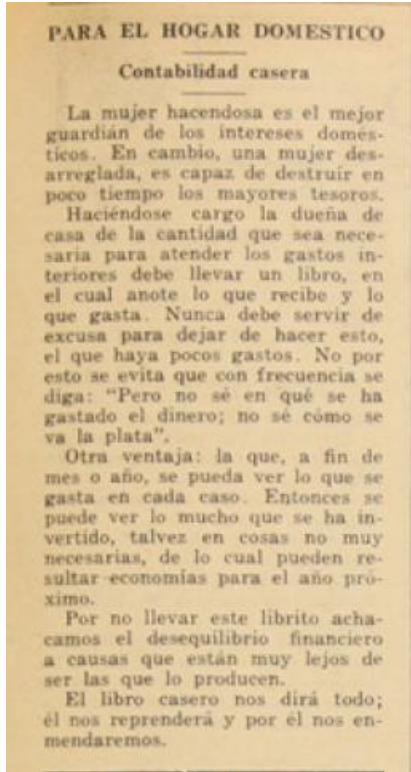 PARA EL HOGAR DOMESTICO
Contabilidad casera
La mujer hacendosa es el mejor
guardián de los intereses domés-
ticos. En cambio, una mujer des-
arreglada, es capaz de destruir en
poco tiempo los mayores tesoros.
Haciéndose cargo la dueña de
casa de la cantidad que sea nece-
saria para atender los gastos in-
teriores debe llevar un libro, en
el cual anote lo que recibe y lo
que gasta. Nunca debe servir de
excusa para dejar de hacer esto,
el que haya pocos gastos. No por
esto se evita que con frecuencia se
diga: “Pero no sé en qué se ha
gastado el dinero; no sé cómo se
va la plata”.
Otra ventaja: la que, a fin de
mes o año, se pueda ver lo que se
gasta en cada caso. Entonces se
puede ver lo mucho que se ha in-
vertido, talvez en cosas no muy
necesarias, de lo cual pueden re-
sultar economías para el año pró-
ximo.
Por no llevar este librito acha-
camos el desequilibrio financiero
a causas que están muy lejos de
ser las que lo producen.
El libro casero nos dirá todo;
él nos reprenderá y por él nos en-
mendaremos.